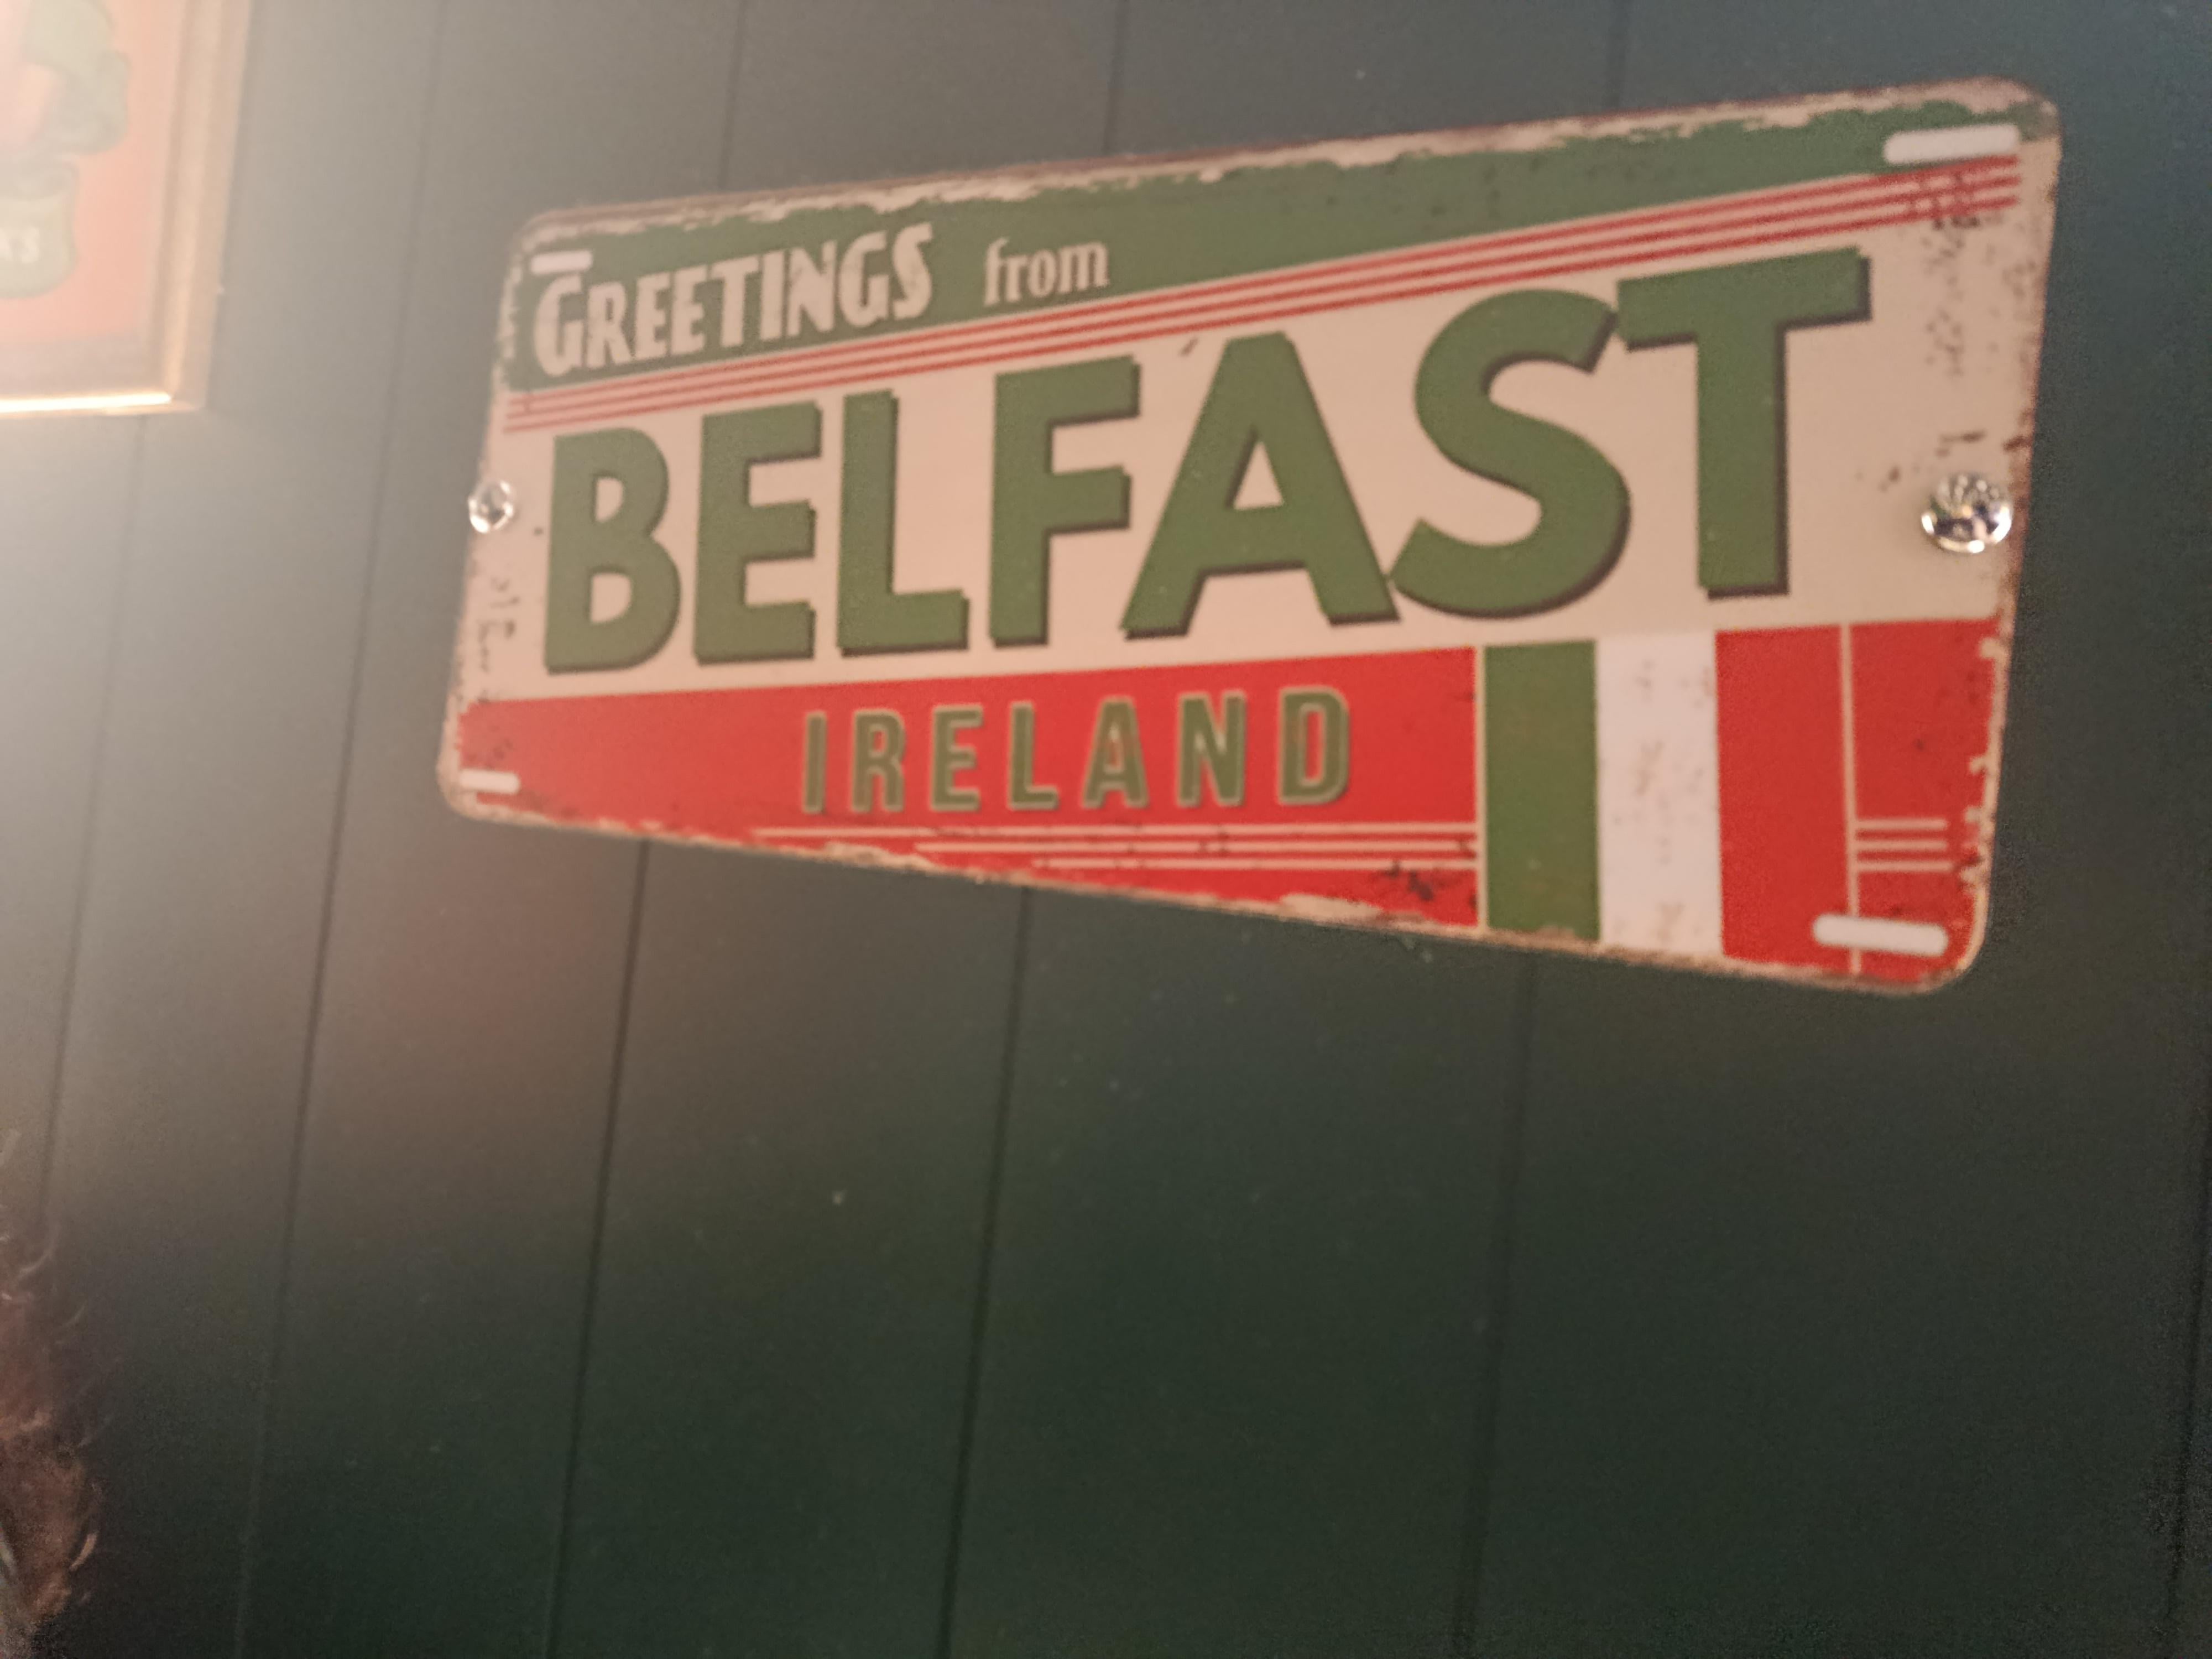 GREETINGS from
BELFAST
IRELAND